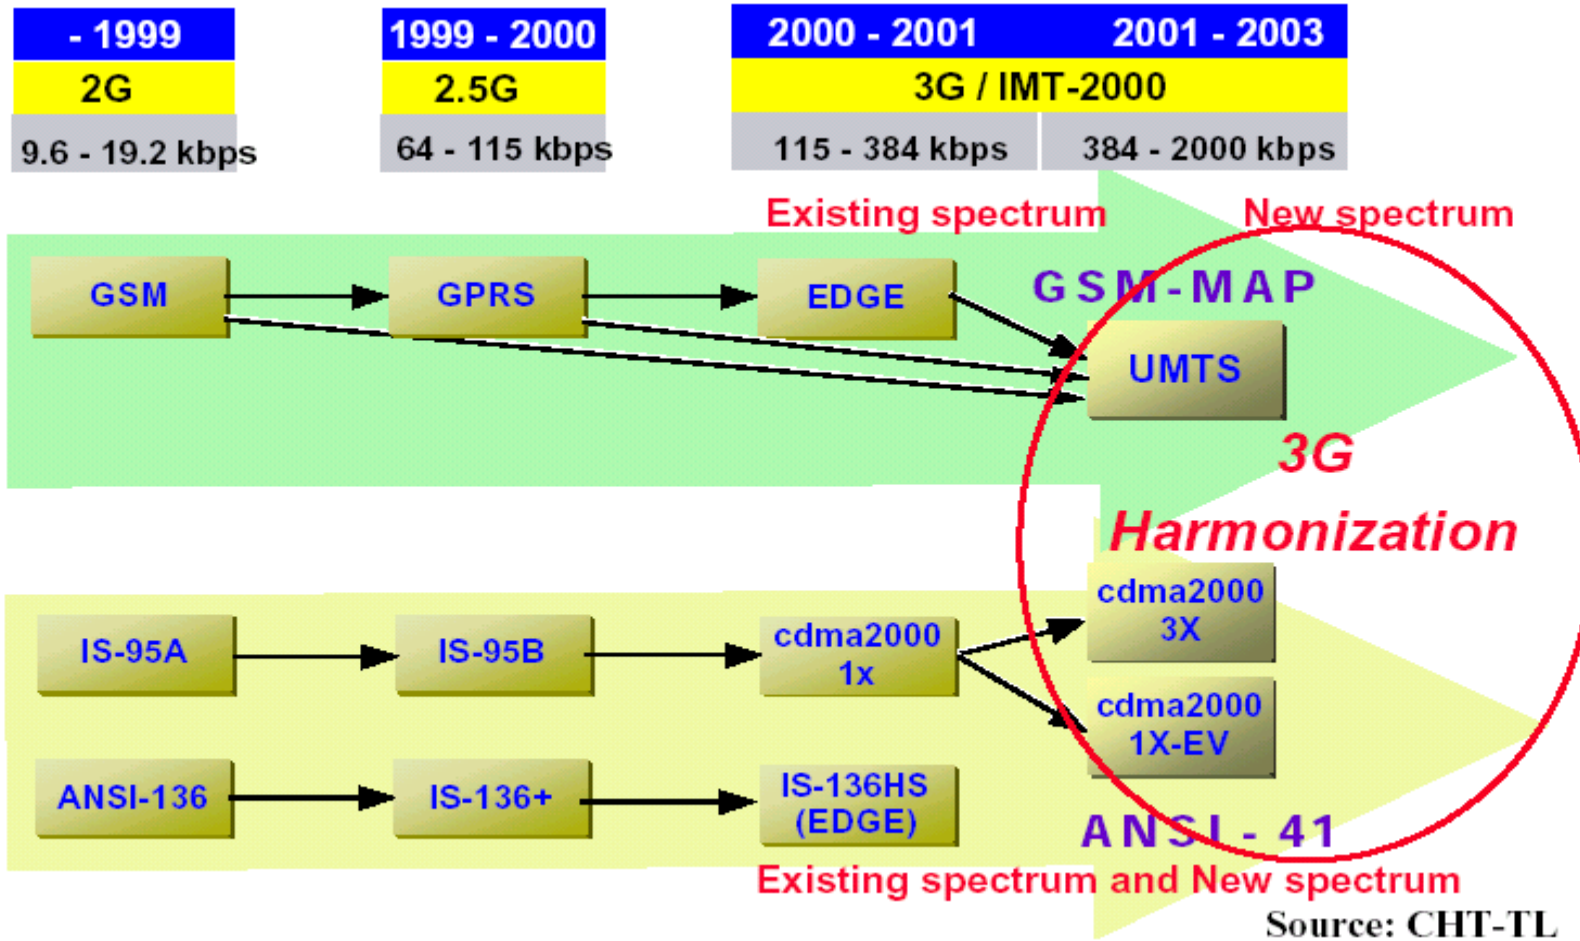 - 1999
1999 - 2000
2000 - 2001
2001 - 2003
2G
2.5G
3G / IMT-2000
9.6 - 19.2 kbps
64 - 115 kbps
115 - 384 kbps
384 - 2000 kbps
Existing spectrum
New spectrum
GSM-MAP
GSM
GPRS
EDGE
UMTS
3G
Harmonization
IS-95A
IS-95B
cdma2000
1x
cdma2000
3X
cdma2000
1X-EV
ANSI-136
IS-136+
IS-136HS
(EDGE)
ANSI - 41
Existing spectrum and New spectrum
Source: CHT-TL